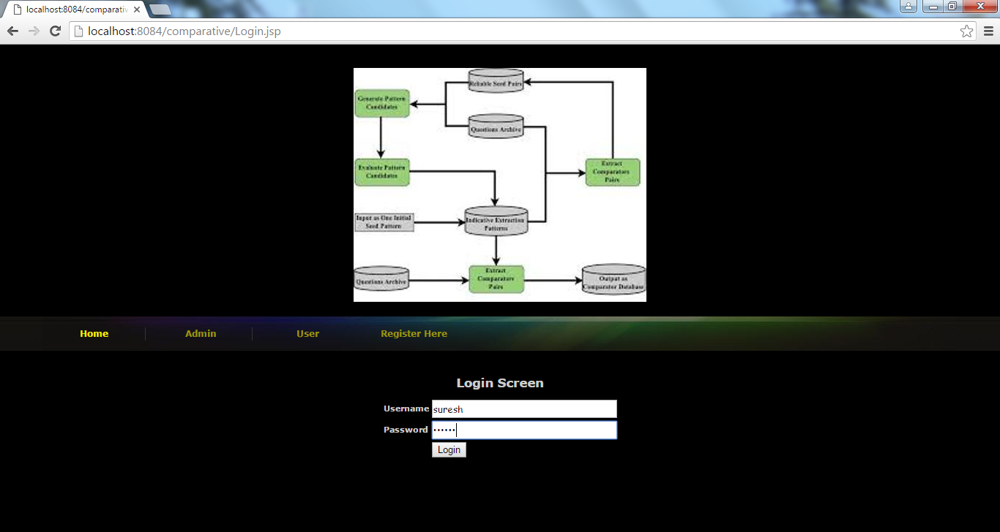 localhost:8084/comparativ
localhost:8084/comparative/Login.jsp
Reliable Seed Pairs
Generate Pattern
Candidates
Questions Archive
Evaluate Pattern
Candidates
Extract
Comparators
Pairs
Input as One Initial
Seed Pattern
Indicative Extraction
Patterns
Questions Archive
Extract
Comparators
Pairs
Output as
Comparator Database
Home
Admin
User
Register Here
Login Screen
Username suresh
Password ••••••
Login